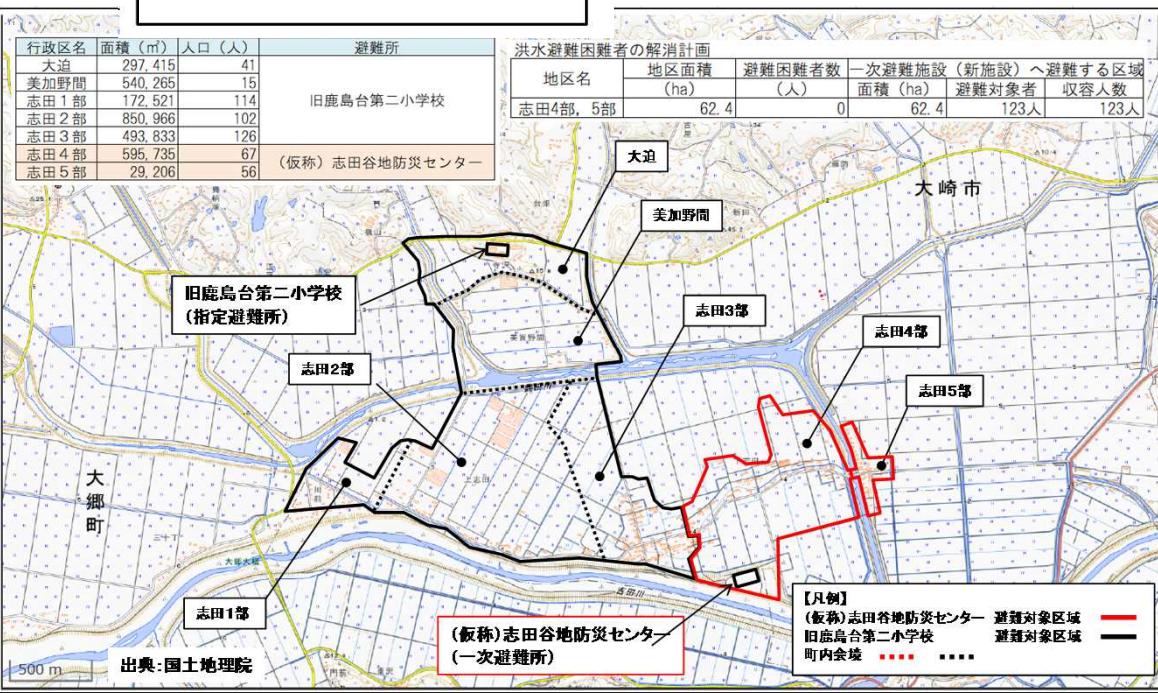 行政区名 面積（㎡） 人口（人） 避難所
大迫 297,415 41
美加野間 540,265 15
志田１部 172,521 114
志田２部 850,966 102
志田３部 493,833 126
旧鹿島台第二小学校
志田４部 595,735 67
志田５部 29,206 56
（仮称）志田谷地防災センター
洪水避難困難者の解消計画
地区名 地区面積 避難困難者数 一次避難施設（新施設）へ避難する区域
（ha） （人） 面積（ha） 避難対象者 収容人数
志田4部，5部 62.4 0 62.4 123人 123人
大迫
大崎市
美加野間
旧鹿島台第二小学校
(指定避難所)
志田3部
志田4部
志田2部
志田5部
美加野間
上志田
大郷町
三十丁
志田1部
吉田川
(仮称)志田谷地防災センター
(一次避難所)
【凡例】
(仮称)志田谷地防災センター 避難対象区域
旧鹿島台第二小学校 避難対象区域
町内会境
500 m
出典：国土地理院